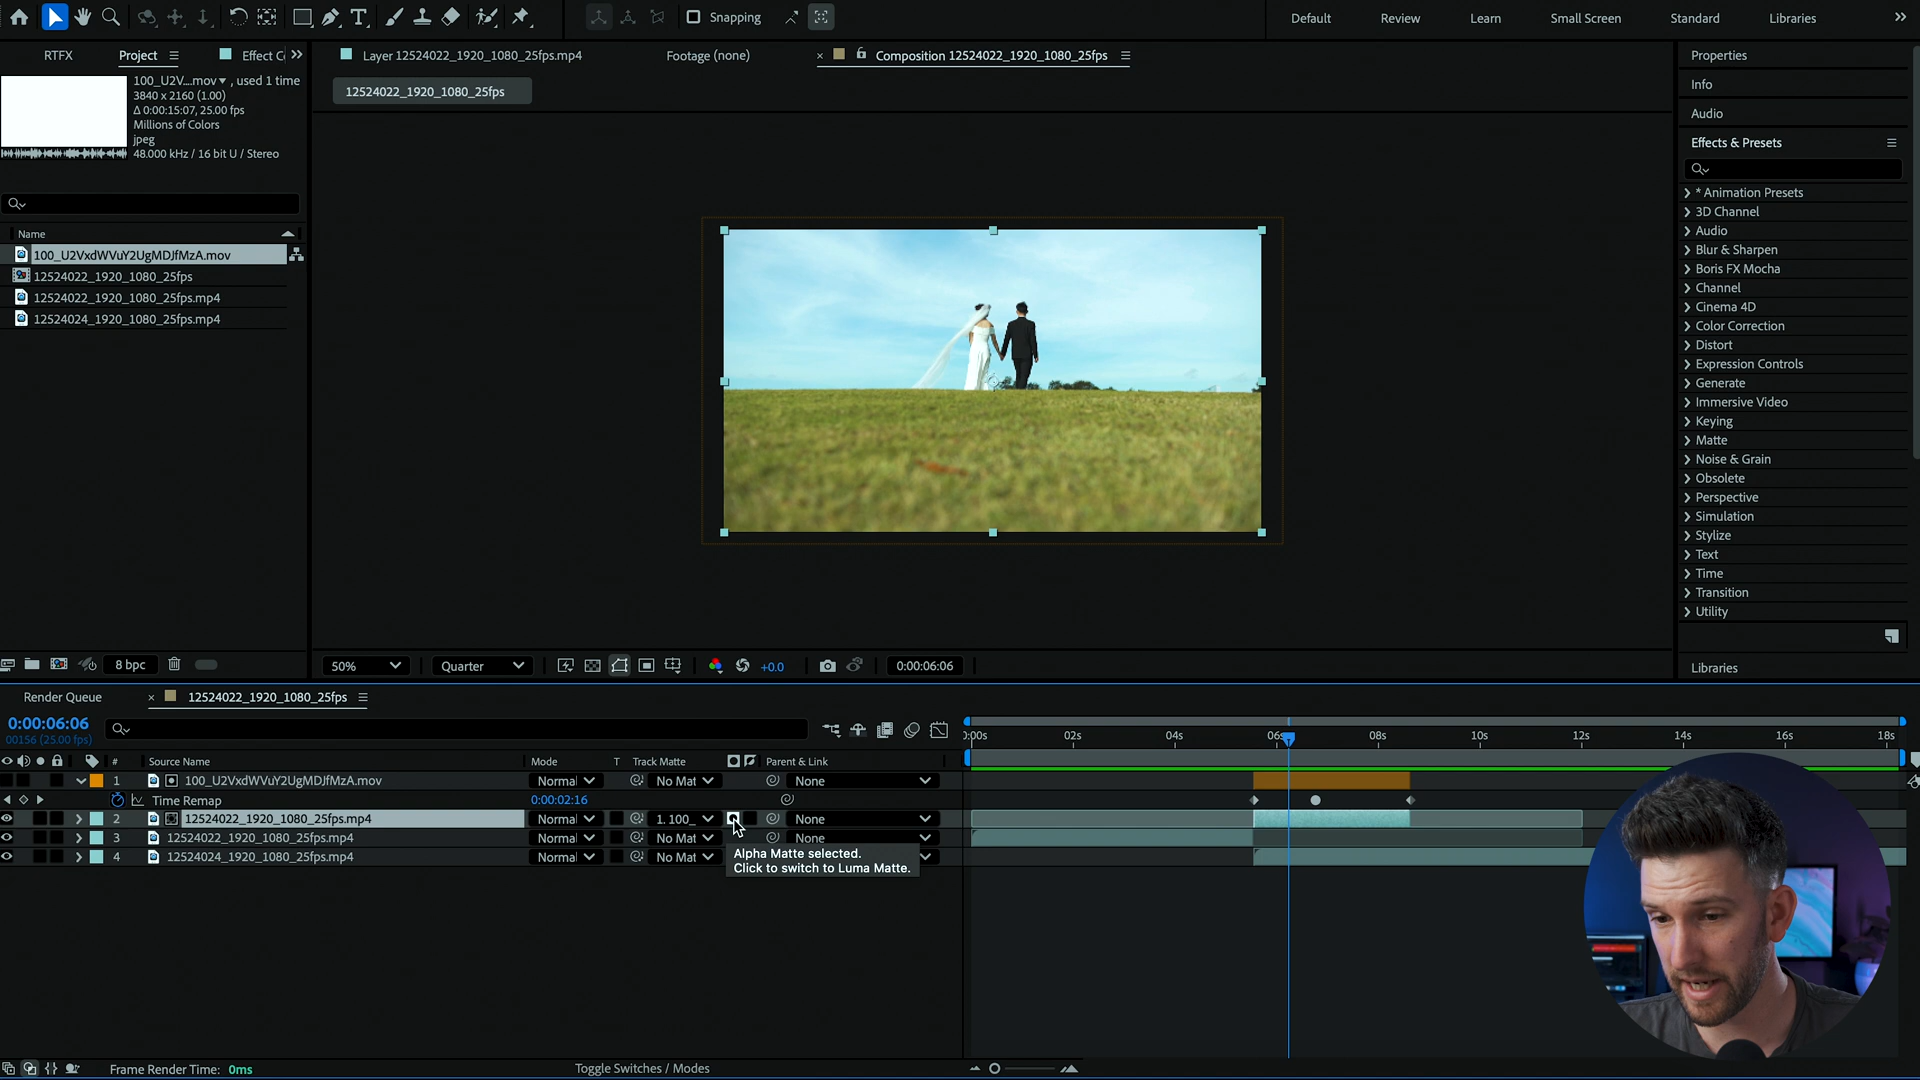 Snapping
Default
Review
Learn
Small Screen
Standard
Libraries
RTFX
Project
Effect C
Layer 12524022_1920_1080_25fps.mp4
Footage (none)
Composition 12524022_1920_1080_25fps
Properties
100_U2V....mov , used 1 time
3840 x 2160 (1.00)
Δ 0:00:15:07, 25.00 fps
Millions of Colors
jpeg
48.000 kHz / 16 bit U / Stereo
12524022_1920_1080_25fps
Info
Audio
Effects & Presets
* Animation Presets
3D Channel
Audio
Blur & Sharpen
Boris FX Mocha
Channel
Cinema 4D
Color Correction
Distort
Expression Controls
Generate
Immersive Video
Keying
Matte
Noise & Grain
Obsolete
Perspective
Simulation
Stylize
Text
Time
Transition
Utility
Libraries
Name
100_U2VxdWVuY2UgMDJfMzA.mov
12524022_1920_1080_25fps
12524022_1920_1080_25fps.mp4
12524024_1920_1080_25fps.mp4
8 bpc
50%
Quarter
+0.0
0:00:06:06
Render Queue
12524022_1920_1080_25fps
0:00:06:06
00156 (25.00 fps)
:00s 02s 04s 06s 08s 10s 12s 14s 16s 18s
# Source Name Mode T Track Matte Parent & Link
1 100_U2VxdWVuY2UgMDJfMzA.mov Normal No Mat None
Time Remap 0:00:02:16
2 12524022_1920_1080_25fps.mp4 Normal 1. 100_ None
3 12524022_1920_1080_25fps.mp4 Normal No Mat None
4 12524024_1920_1080_25fps.mp4 Normal No Mat
Alpha Matte selected.
Click to switch to Luma Matte.
Frame Render Time: 0ms
Toggle Switches / Modes